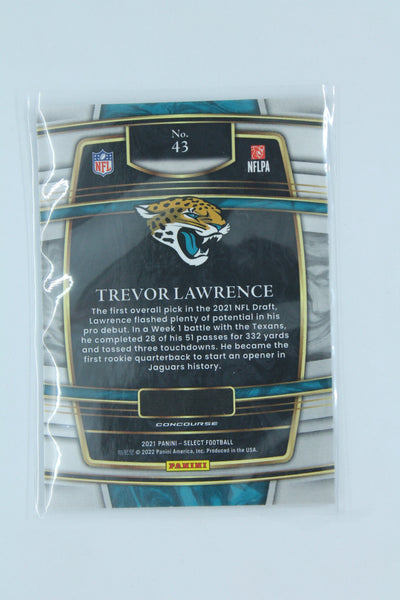 No.
43
NFL
NFLPA
TREVOR LAWRENCE
The first overall pick in the 2021 NFL Draft,
Lawrence flashed plenty of potential in his
pro debut. In a Week 1 battle with the Texans,
he completed 28 of his 51 passes for 332 yards
and tossed three touchdowns. He became the
first rookie quarterback to start an opener in
Jaguars history.
CONCOURSE
2021 PANINI – SELECT FOOTBALL
© 2022 Panini America, Inc. Produced in the USA.
PANINI